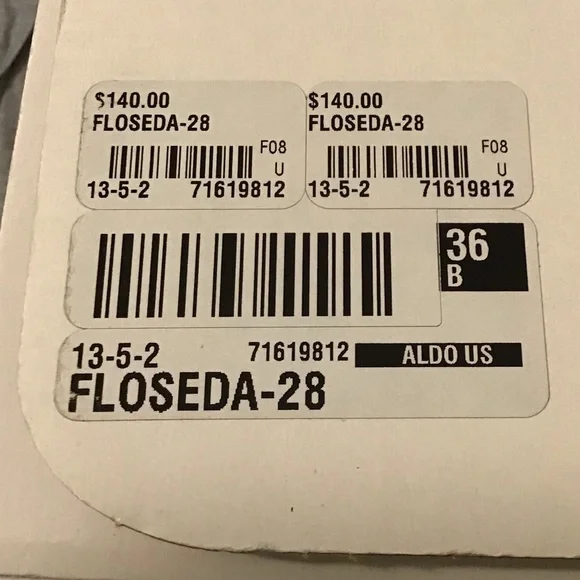 $140.00
FLOSEDA-28
F08
U
13-5-2 71619812
$140.00
FLOSEDA-28
F08
U
13-5-2 71619812
36
B
13-5-2 71619812 ALDO US
FLOSEDA-28